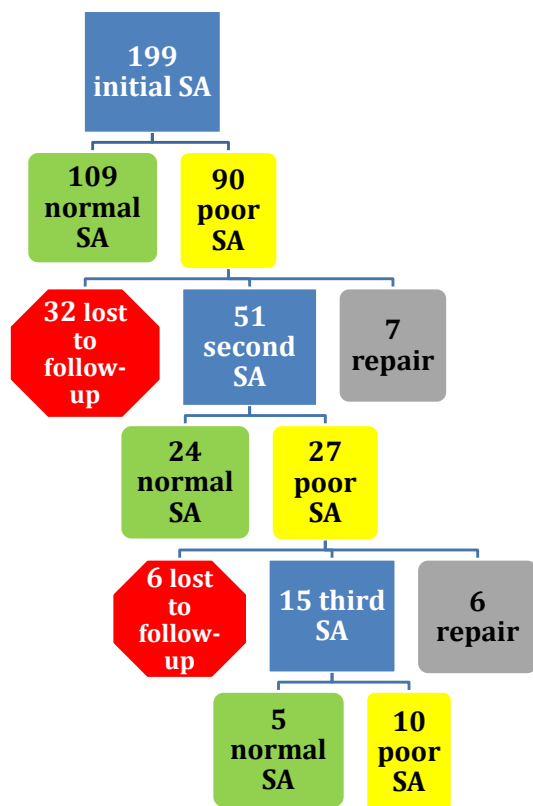 199
initial SA
109
normal
SA
90
poor
SA
32 lost
to
follow-
up
51
second
SA
7
repair
24
normal
SA
27
poor
SA
6 lost
to
follow-
up
15 third
SA
6
repair
5
normal
SA
10
poor
SA